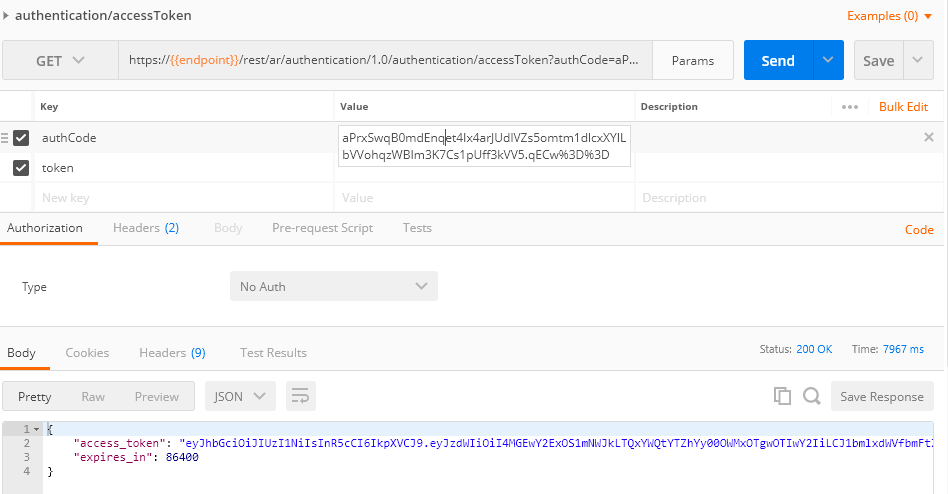 authentication/accessToken Examples (0)
GET https://{{endpoint}}/rest/ar/authentication/1.0/authentication/accessToken?authCode=aP... Params Send Save
Key Value Description ••• Bulk Edit
authCode aPrxSwqB0mdEnqet4Ix4arJUdIVZs5omtm1dIcxXYIL
bVVohqzWBIm3K7Cs1pUff3kVV5.qECw%3D%3D
token
New key Value Description
Authorization Headers (2) Body Pre-request Script Tests Code
Type No Auth
Body Cookies Headers (9) Test Results Status: 200 OK Time: 7967 ms
Pretty Raw Preview JSON Save Response
1 {
2 "access_token": "eyJhbGciOiJIUzI1NiIsInR5cCI6IkpXVCJ9.eyJzdWIiOiI4MGEwY2ExOS1mNWJkLTQxYWQtYTZhYy00OWMxOTgwOTIwY2IiLCJ1bmlxdWVfbmFtZ
3 "expires_in": 86400
4 }